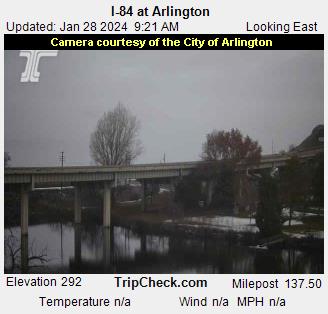 I-84 at Arlington
Updated: Jan 28 2024 9:21 AM Looking East
Camera courtesy of the City of Arlington
Elevation 292 TripCheck.com Milepost 137.50
Temperature n/a Wind n/a MPH n/a